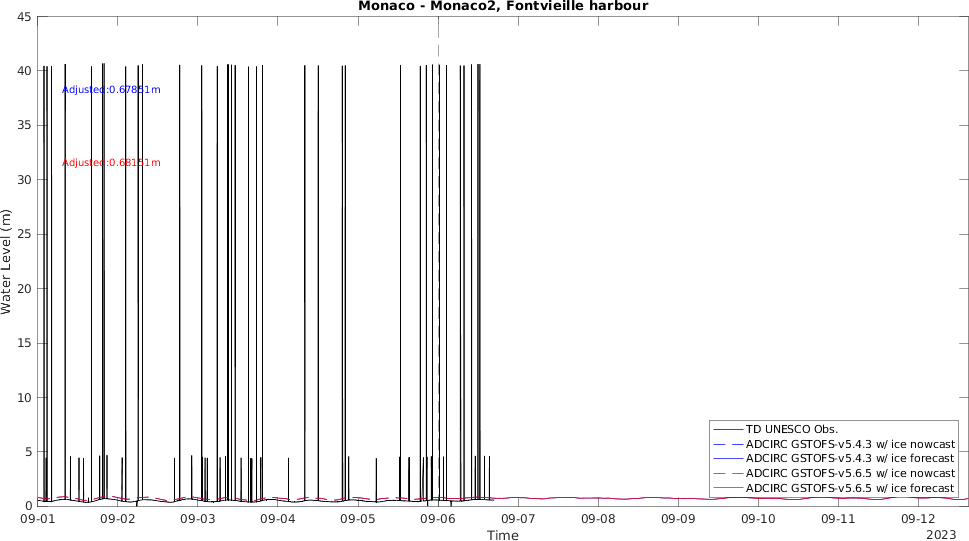 Monaco - Monaco2, Fontvieille harbour
45
40
35
30
25
20
15
10
5
0
Water Level (m)
Adjusted:0.67851m
Adjusted:0.68151m
TD UNESCO Obs.
ADCIRC GSTOFS-v5.4.3 w/ ice nowcast
ADCIRC GSTOFS-v5.4.3 w/ ice forecast
ADCIRC GSTOFS-v5.6.5 w/ ice nowcast
ADCIRC GSTOFS-v5.6.5 w/ ice forecast
09-01 09-02 09-03 09-04 09-05 09-06 09-07 09-08 09-09 09-10 09-11 09-12
Time
2023